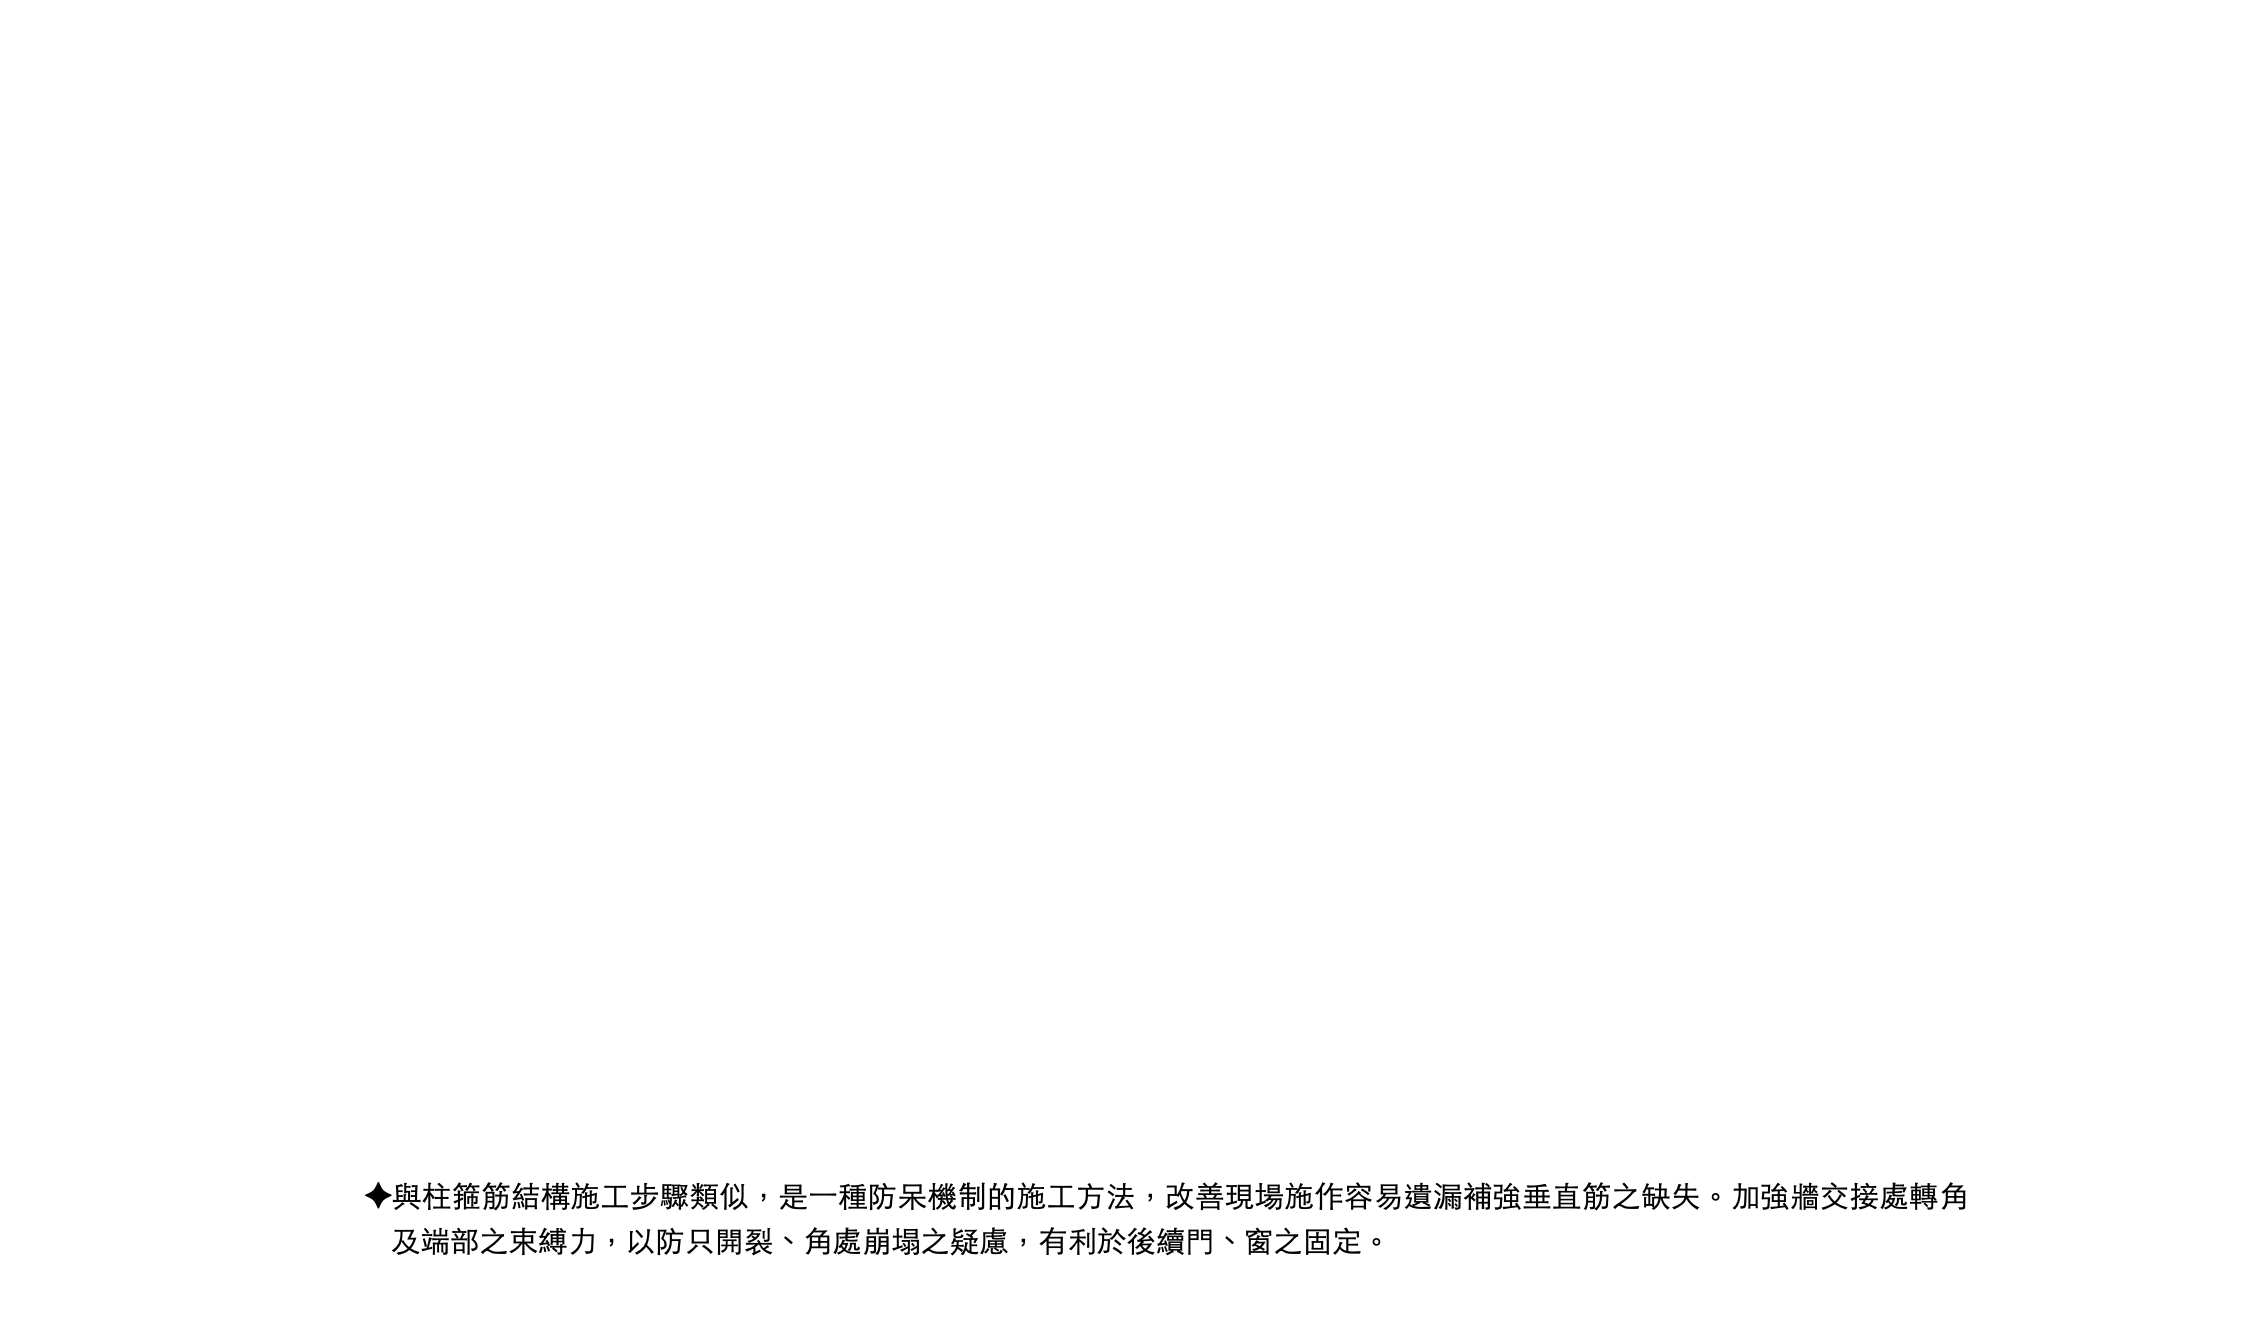 ✦與柱箍筋結構施工步驟類似，是一種防呆機制的施工方法，改善現場施作容易遺漏補強垂直筋之缺失。加強牆交接處轉角
及端部之束縛力，以防只開裂、角處崩塌之疑慮，有利於後續門、窗之固定。